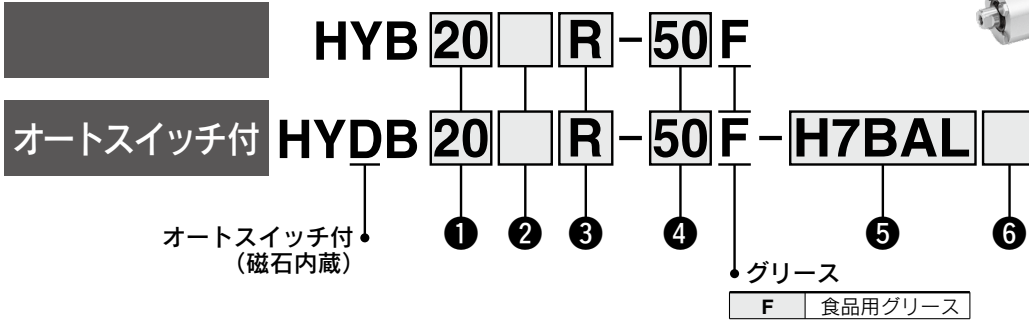 HYB 20 R-50 F
オートスイッチ付 HYDB 20 R-50 F-H7BAL
オートスイッチ付
(磁石内蔵)
❶ ❷ ❸ ❹ ❺ ❻
グリース
F 食品用グリース